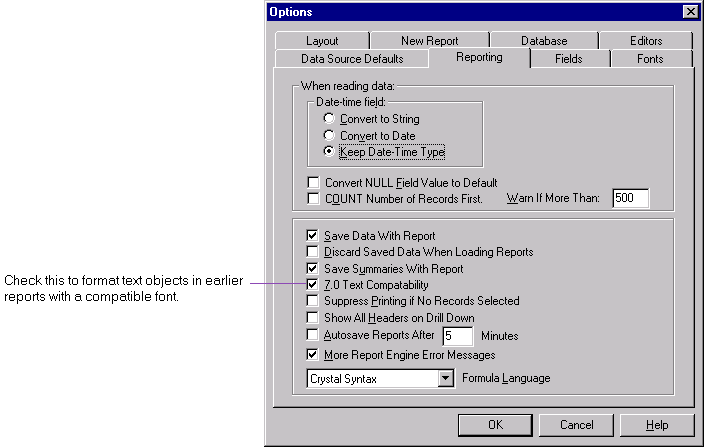 Options
Layout
New Report
Database
Editors
Data Source Defaults
Reporting
Fields
Fonts
When reading data:
Date-time field:
Convert to String
Convert to Date
Keep Date-Time Type
Convert NULL Field Value to Default
COUNT Number of Records First.
Warn If More Than:
500
Save Data With Report
Discard Saved Data When Loading Reports
Save Summaries With Report
Check this to format text objects in earlier
reports with a compatible font.
7.0 Text Compatability
Suppress Printing if No Records Selected
Show All Headers on Drill Down
Autosave Reports After 5 Minutes
More Report Engine Error Messages
Crystal Syntax
Formula Language
OK
Cancel
Help